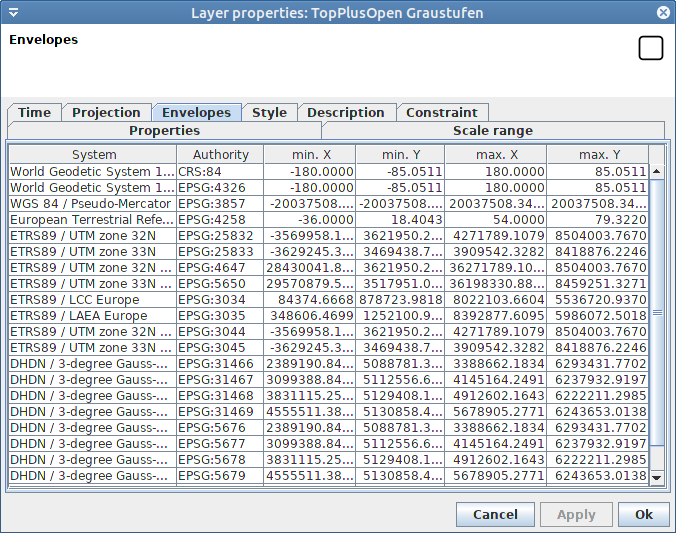 Layer properties: TopPlusOpen Graustufen
Envelopes
Time Projection Envelopes Style Description Constraint
Properties Scale range
System Authority min. X min. Y max. X max. Y
World Geodetic System 1... CRS:84 -180.0000 -85.0511 180.0000 85.0511
World Geodetic System 1... EPSG:4326 -180.0000 -85.0511 180.0000 85.0511
WGS 84 / Pseudo-Mercator EPSG:3857 -20037508.... -20037508... 20037508.34... 20037508.34...
European Terrestrial Refe... EPSG:4258 -36.0000 18.4043 54.0000 79.3220
ETRS89 / UTM zone 32N EPSG:25832 -3569958.1... 3621950.2... 4271789.1079 8504003.7670
ETRS89 / UTM zone 33N EPSG:25833 -3629245.3... 3469438.7... 3909542.3282 8418876.2246
ETRS89 / UTM zone 32N ... EPSG:4647 28430041.8... 3621950.2... 36271789.10... 8504003.7670
ETRS89 / UTM zone 33N ... EPSG:5650 29570879.5... 3517951.0... 36198330.88... 8459251.3271
ETRS89 / LCC Europe EPSG:3034 84374.6668 878723.9818 8022103.6604 5536720.9370
ETRS89 / LAEA Europe EPSG:3035 348606.4699 1252100.9... 8392877.6095 5986072.5018
ETRS89 / UTM zone 32N ... EPSG:3044 -3569958.1... 3621950.2... 4271789.1079 8504003.7670
ETRS89 / UTM zone 33N ... EPSG:3045 -3629245.3... 3469438.7... 3909542.3282 8418876.2246
DHDN / 3-degree Gauss-... EPSG:31466 2389190.84... 5088781.3... 3388662.1834 6293431.7702
DHDN / 3-degree Gauss-... EPSG:31467 3099388.84... 5112556.6... 4145164.2491 6237932.9197
DHDN / 3-degree Gauss-... EPSG:31468 3831115.25... 5129408.1... 4912602.1643 6222211.2985
DHDN / 3-degree Gauss-... EPSG:31469 4555511.38... 5130858.4... 5678905.2771 6243653.0138
DHDN / 3-degree Gauss-... EPSG:5676 2389190.84... 5088781.3... 3388662.1834 6293431.7702
DHDN / 3-degree Gauss-... EPSG:5677 3099388.84... 5112556.6... 4145164.2491 6237932.9197
DHDN / 3-degree Gauss-... EPSG:5678 3831115.25... 5129408.1... 4912602.1643 6222211.2985
DHDN / 3-degree Gauss-... EPSG:5679 4555511.38... 5130858.4... 5678905.2771 6243653.0138
Cancel Apply Ok